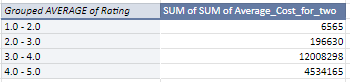 Grouped AVERAGE of Rating SUM of SUM of Average_Cost_for_two
1.0 - 2.0 6565
2.0 - 3.0 196630
3.0 - 4.0 12008298
4.0 - 5.0 4534165